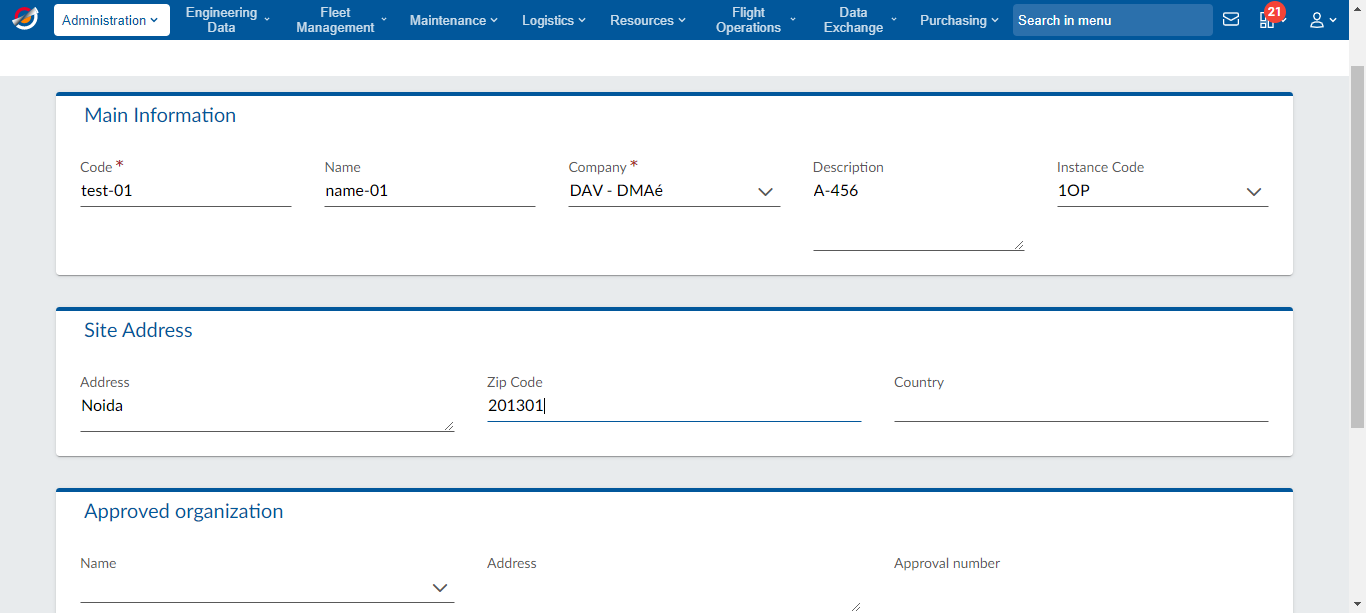 Administration
Engineering Data
Fleet Management
Maintenance
Logistics
Resources
Flight Operations
Data Exchange
Purchasing
Search in menu
21
Main Information
Code *
Name
Company *
Description
Instance Code
test-01
name-01
DAV - DMAé
A-456
1OP
Site Address
Address
Zip Code
Country
Noida
201301
Approved organization
Name
Address
Approval number